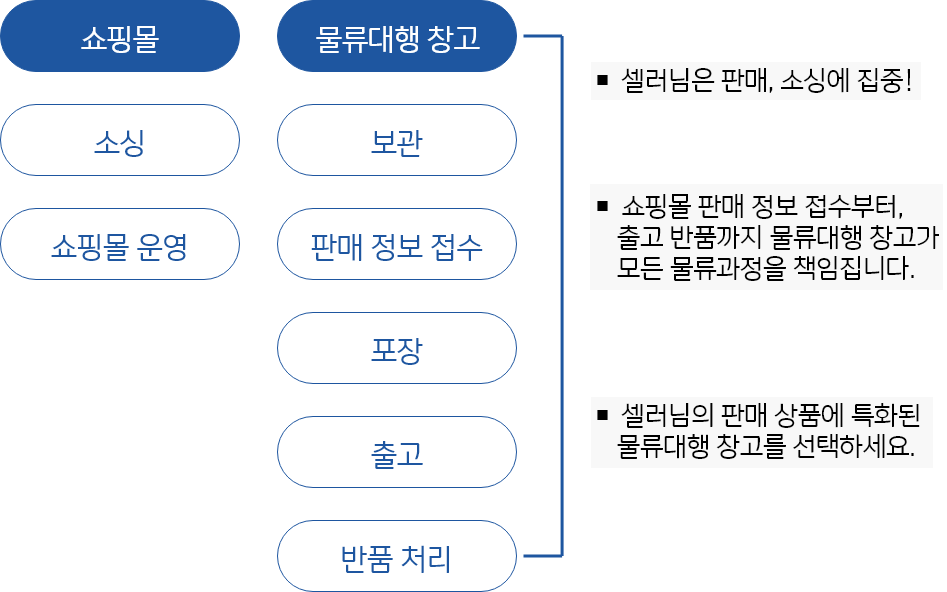 쇼핑몰
소싱
쇼핑몰 운영
물류대행 창고
보관
판매 정보 접수
포장
출고
반품 처리
▪ 셀러님은 판매, 소싱에 집중!
▪ 쇼핑몰 판매 정보 접수부터,
출고 반품까지 물류대행 창고가
모든 물류과정을 책임집니다.
▪ 셀러님의 판매 상품에 특화된
물류대행 창고를 선택하세요.